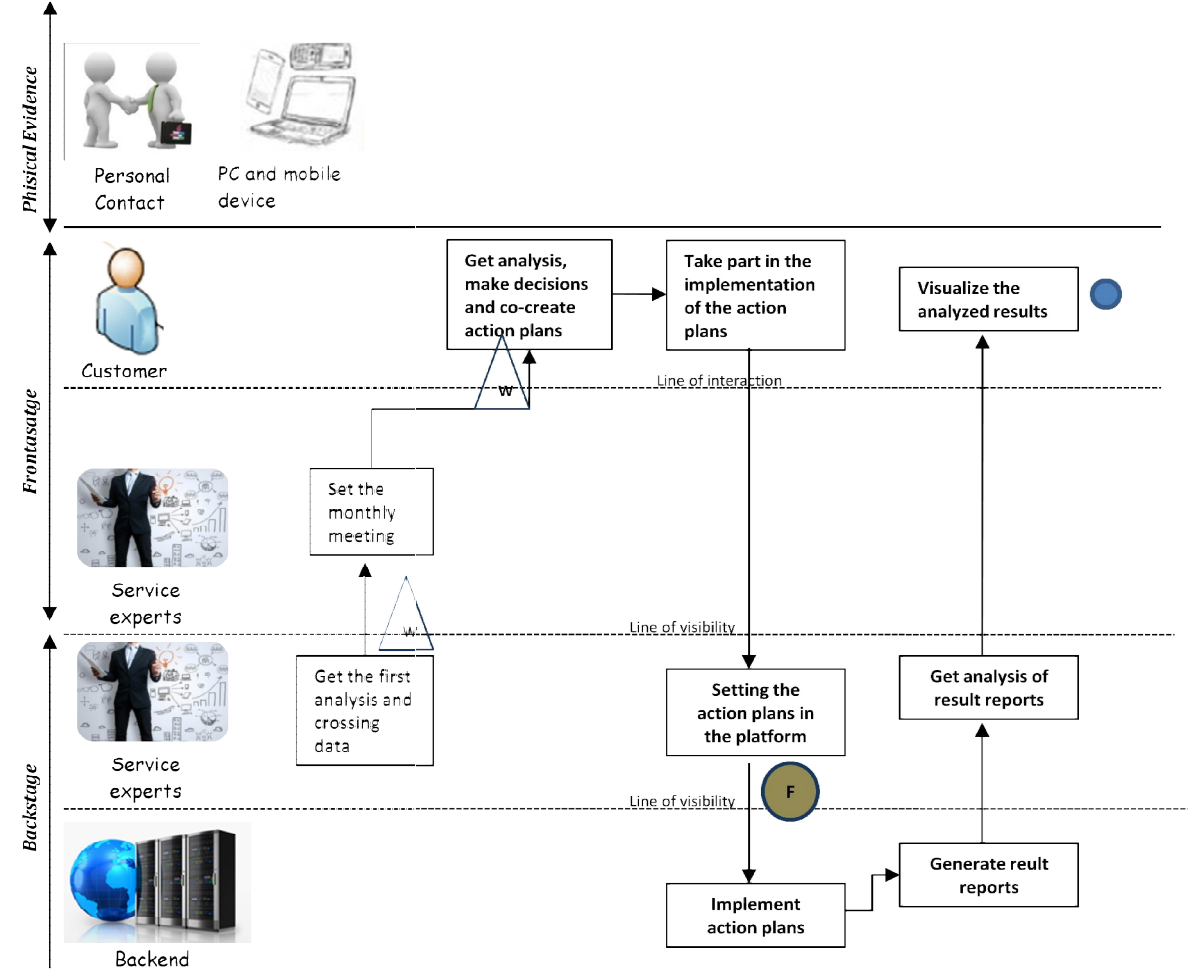 Phisical Evidence
Personal
Contact
PC and mobile
device
Frontasatge
Customer
Get analysis,
make decisions
and co-create
action plans
W
Take part in the
implementation
of the action
plans
Visualize the
analyzed results
Line of interaction
Service
experts
Set the
monthly
meeting
W
Line of visibility
Backstage
Service
experts
Get the first
analysis and
crossing
data
Setting the
action plans in
the platform
Get analysis of
result reports
F
Line of visibility
Backend
Implement
action plans
Generate reult
reports